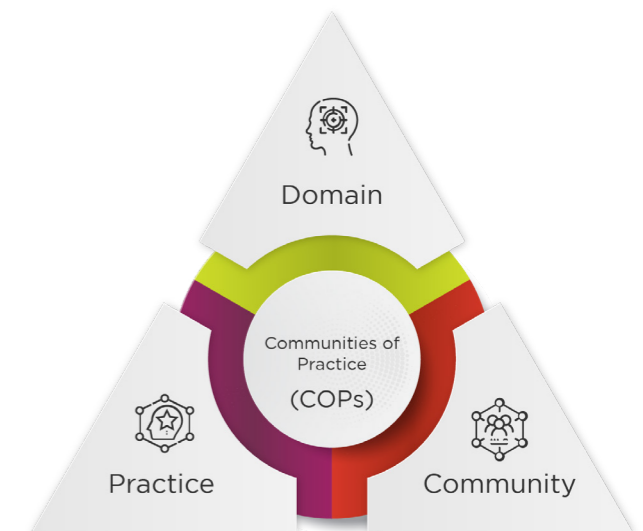 Domain
Communities of
Practice
(COPs)
Practice
Community